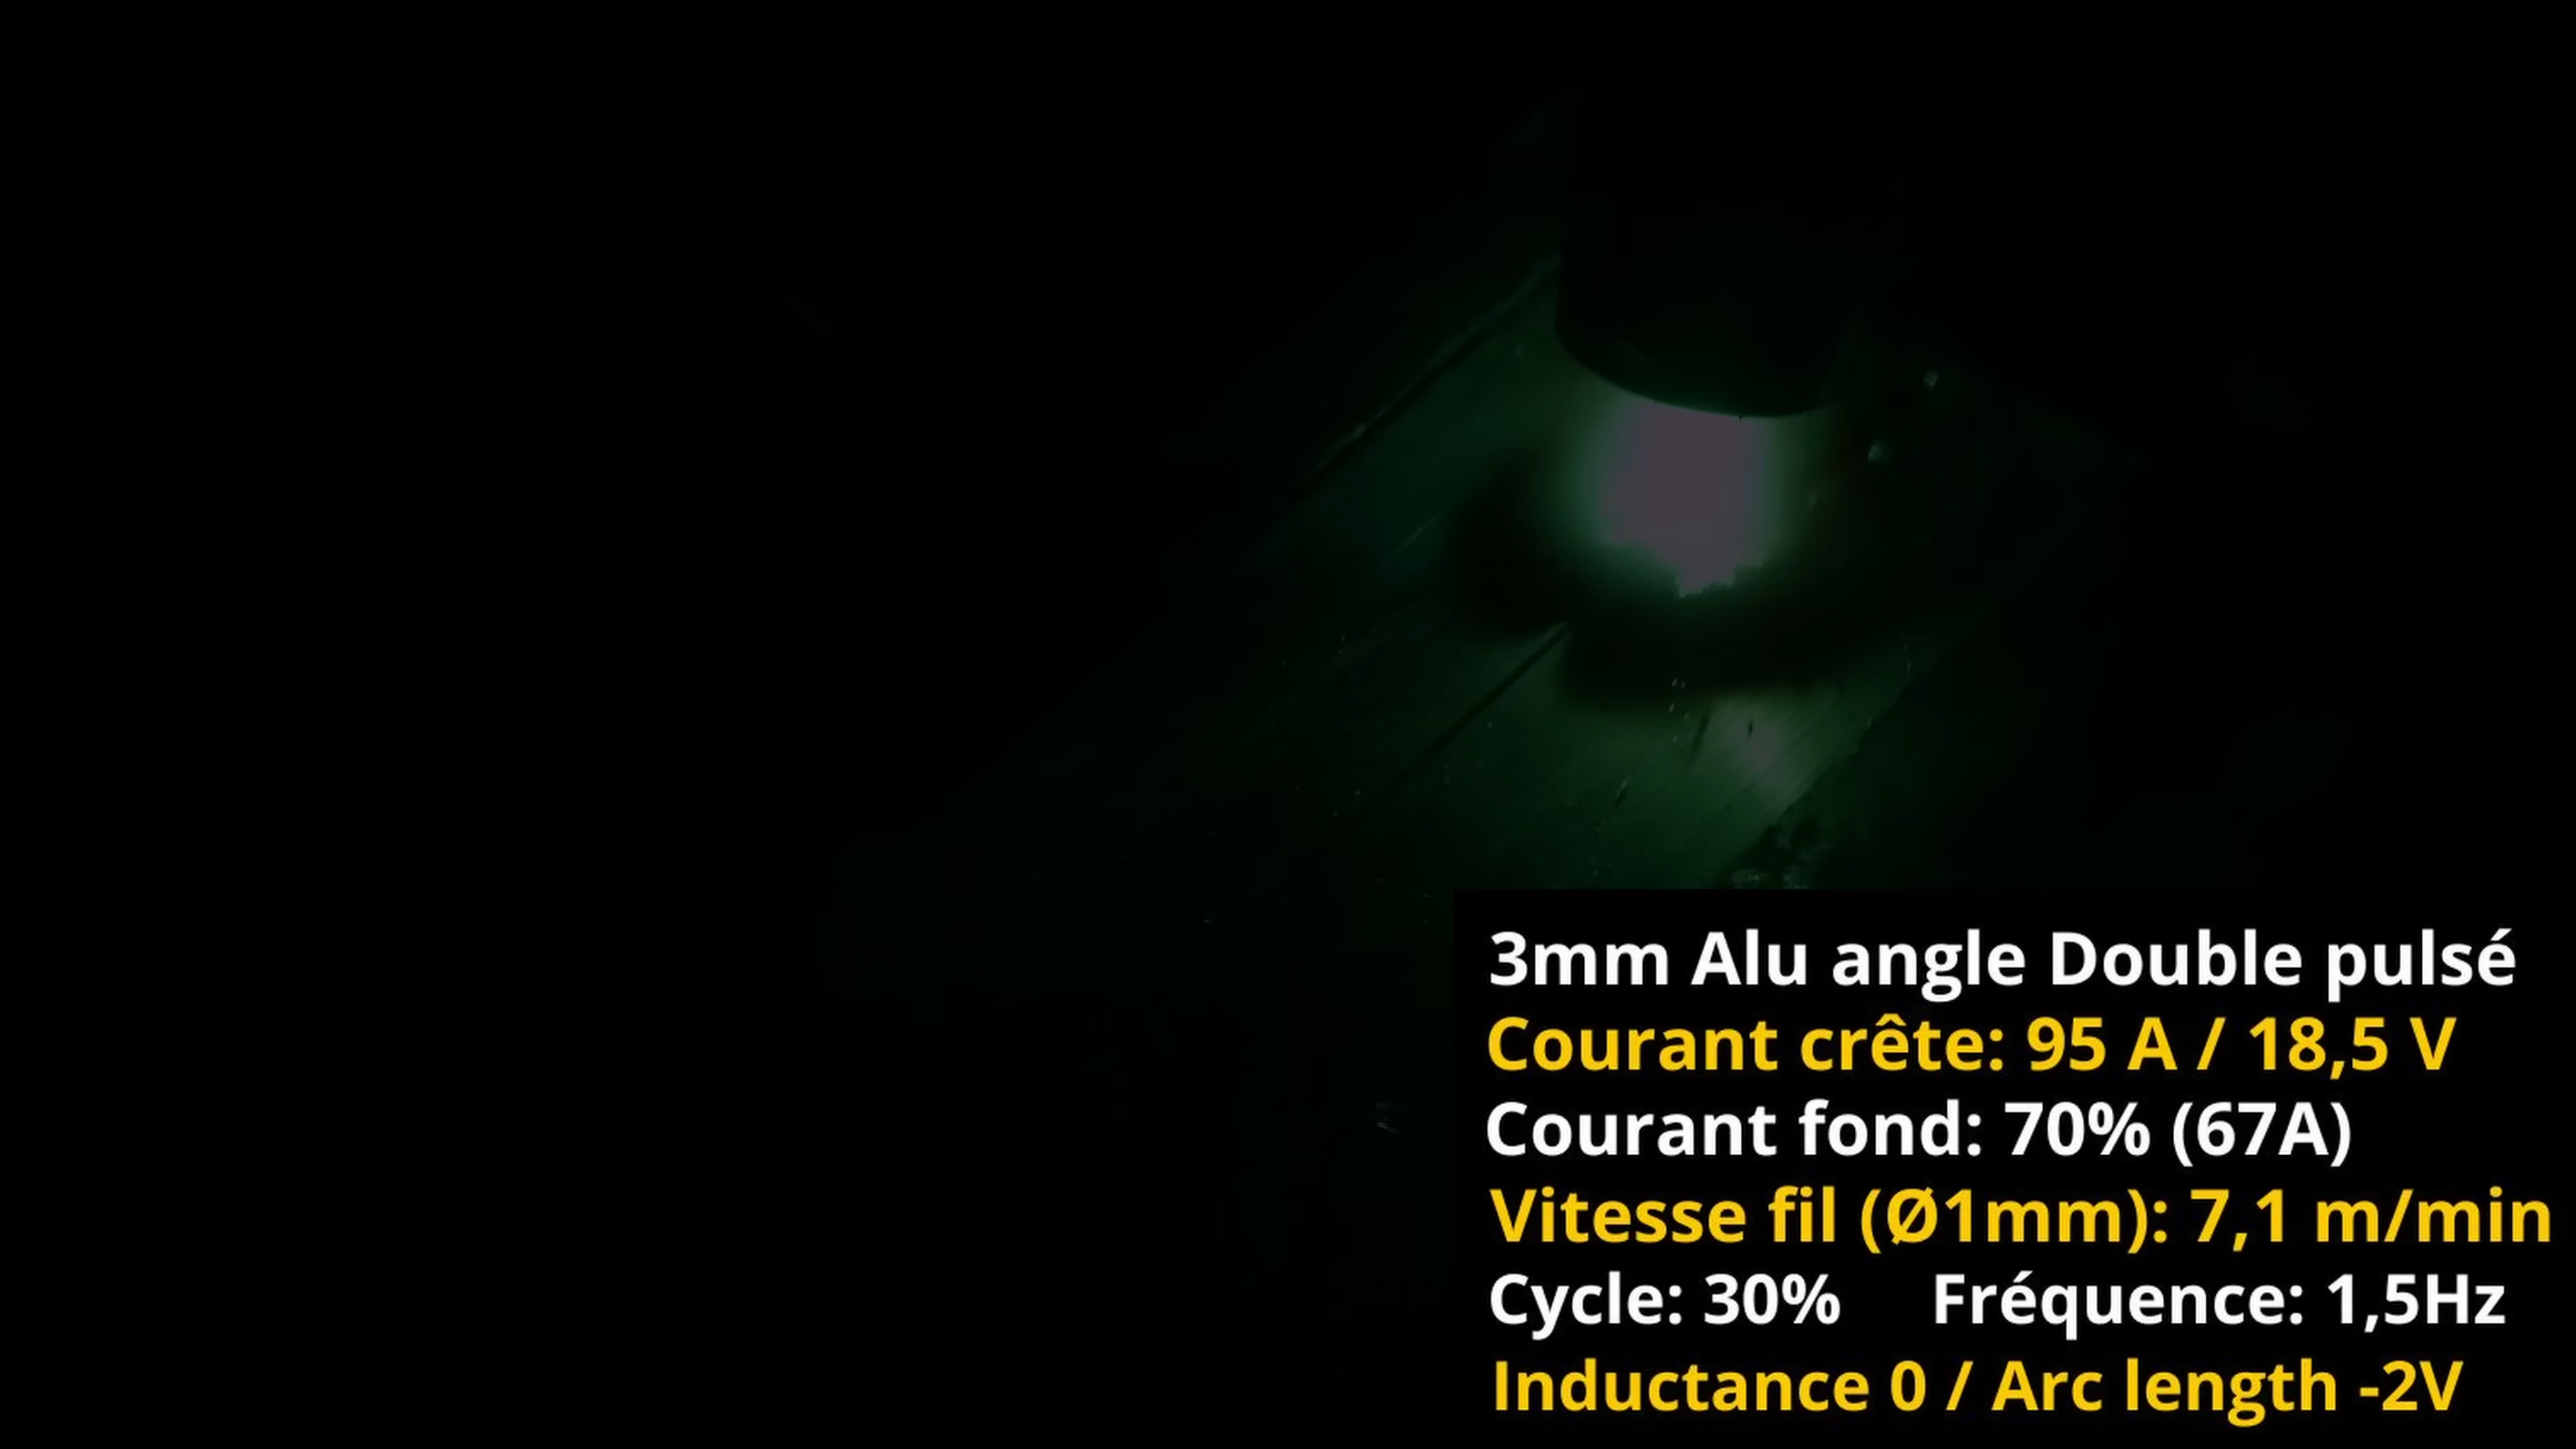 3mm Alu angle Double pulsé
Courant crête: 95 A / 18,5 V
Courant fond: 70% (67A)
Vitesse fil (Ø1mm): 7,1 m/min
Cycle: 30% Fréquence: 1,5Hz
Inductance 0 / Arc length -2V